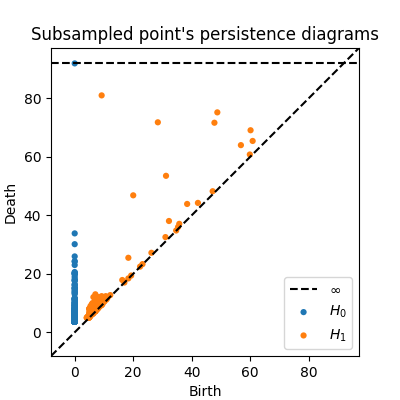 Subsampled point's persistence diagrams
Death
80
60
40
20
0
0 20 40 60 80
Birth
∞
H₀
H₁